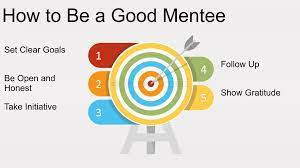 How to Be a Good Mentee
Set Clear Goals
1
Be Open and
Honest
2
Take Initiative
3
4
Follow Up
5
Show Gratitude